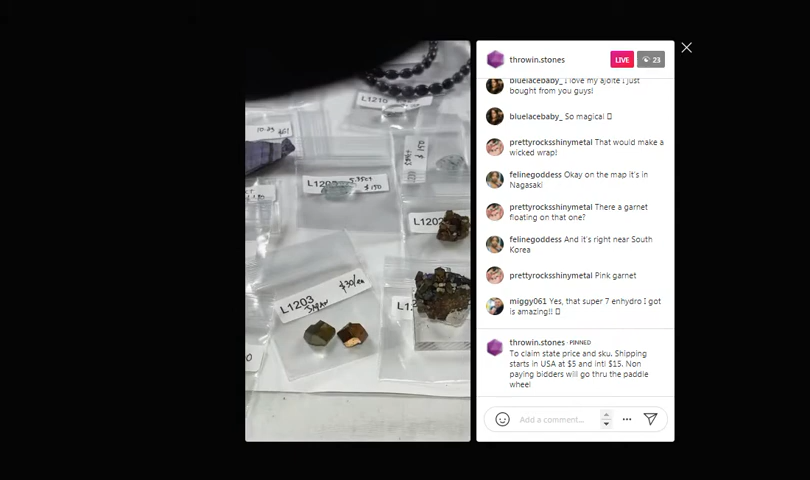 throwin.stones
LIVE
23
bluelacebaby_ I love my ajoite I just
bought from you guys!
bluelacebaby_ So magical
prettyrocksshinymetal That would make a
wicked wrap!
felinegoddess Okay on the map it's in
Nagasaki
prettyrocksshinymetal There a garnet
floating on that one?
felinegoddess And it's right near South
Korea
prettyrocksshinymetal Pink garnet
miggy061 Yes, that super 7 enhydro I got
is amazing!!
throwin.stones · PINNED
To claim state price and sku. Shipping
starts in USA at $5 and intl $15. Non
paying bidders will go thru the paddle
wheel
Add a comment...
L1210
$150
$150
L1202
L1203
$30/ea